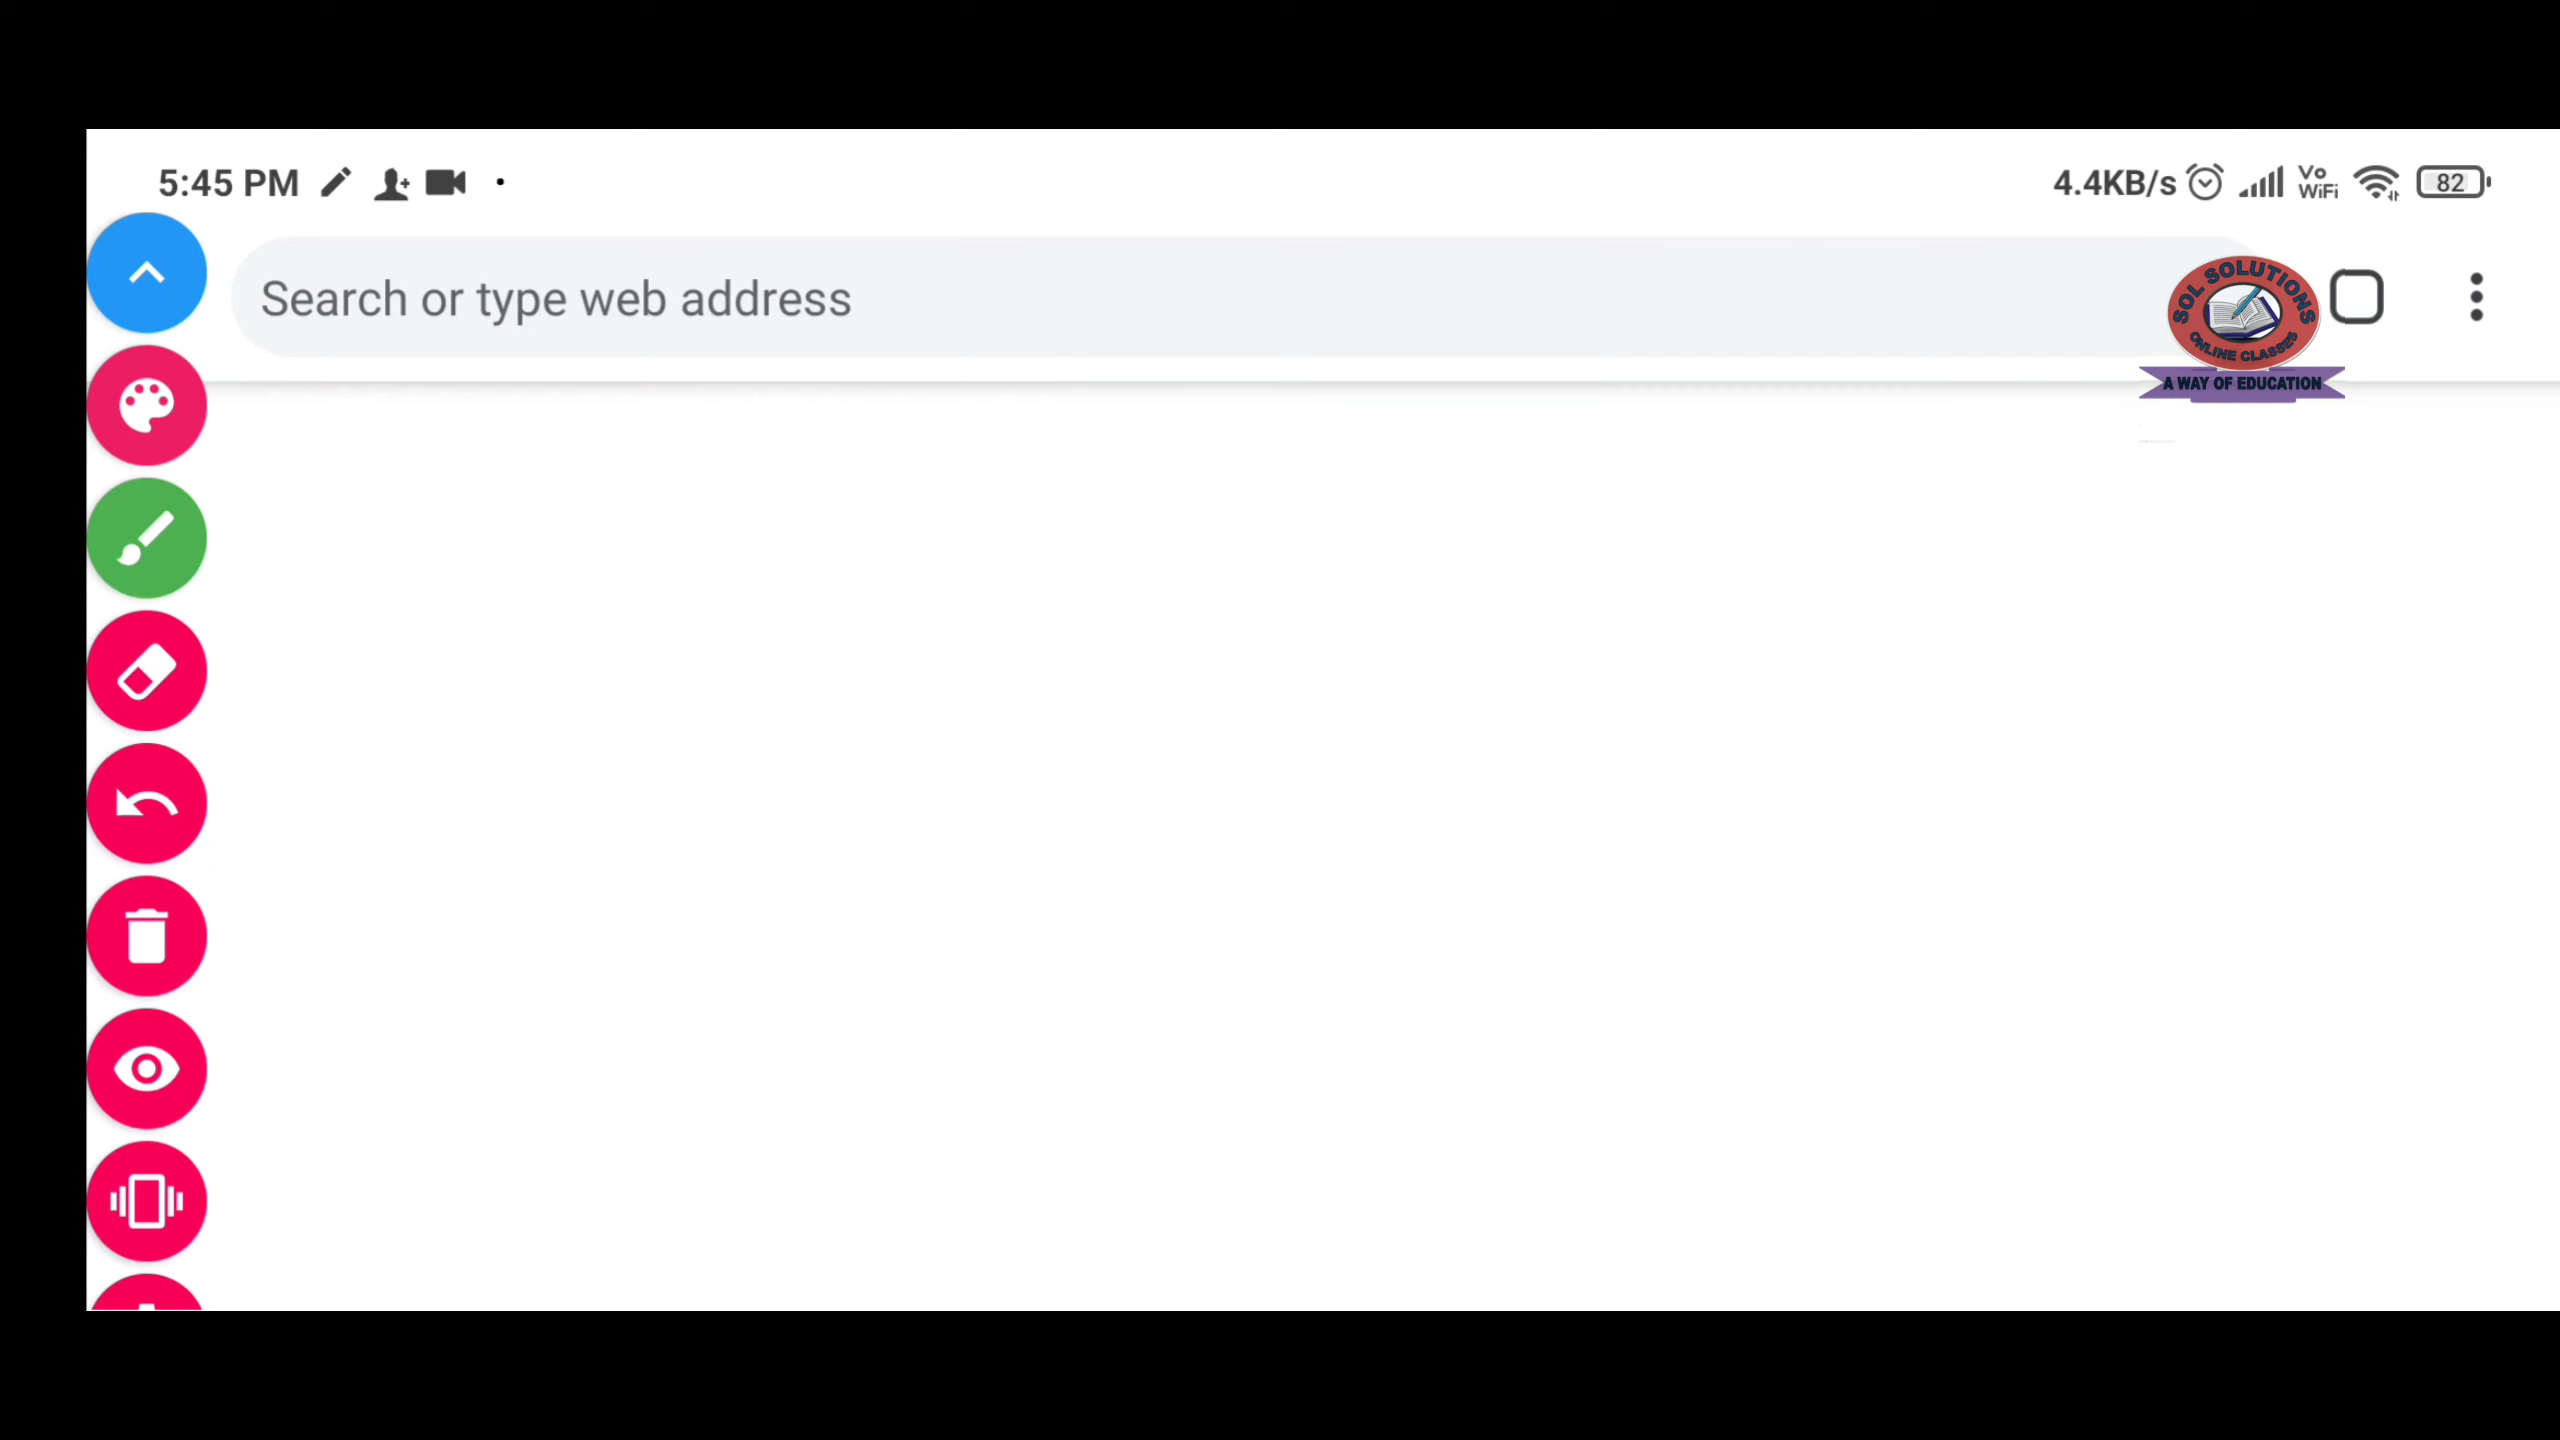 5:45 PM
4.4KB/s Vo WiFi 82
Search or type web address
SOL SOLUTIONS
ONLINE CLASSES
A WAY OF EDUCATION